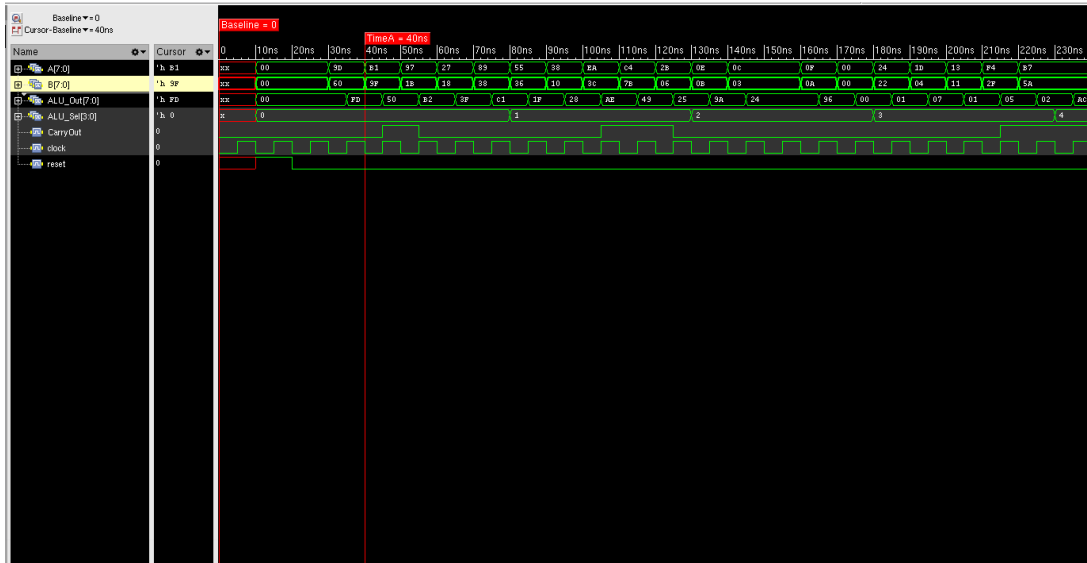 Baseline ▾ = 0
Cursor-Baseline ▾ = 40ns
Baseline = 0
TimeA = 40ns
Name Cursor 0 10ns 20ns 30ns 40ns 50ns 60ns 70ns 80ns 90ns 100ns 110ns 120ns 130ns 140ns 150ns 160ns 170ns 180ns 190ns 200ns 210ns 220ns 230ns
A[7:0] 'h B1 xx 00 9D B1 97 27 89 55 38 EA C4 2B 0E 0C 0F 00 24 1D 13 F4 B7
B[7:0] 'h 9F xx 00 60 9F 1B 18 38 36 10 3C 7B 06 0B 03 0A 00 22 04 11 2F 5A
ALU_Out[7:0] 'h FD xx 00 FD 50 B2 3F C1 1F 28 AE 49 25 9A 24 96 00 01 07 01 05 02 AC
ALU_Sel[3:0] 'h 0 x 0 1 2 3 4
CarryOut 0
clock 0
reset 0